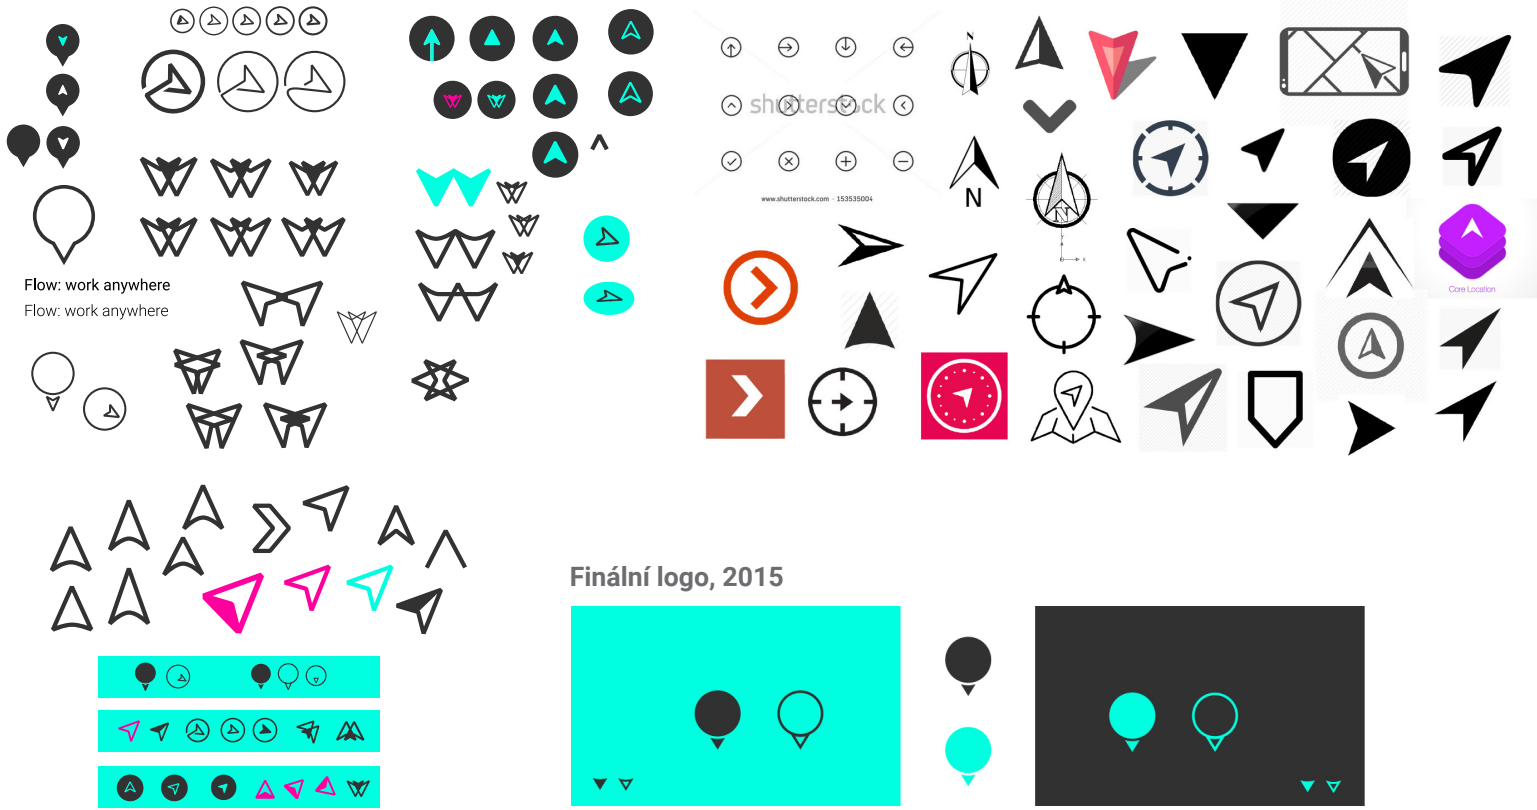 N
shutterstock
www.shutterstock.com · 153535004
N
N
Y
X
Core Location
Flow: work anywhere
Flow: work anywhere
Finální logo, 2015